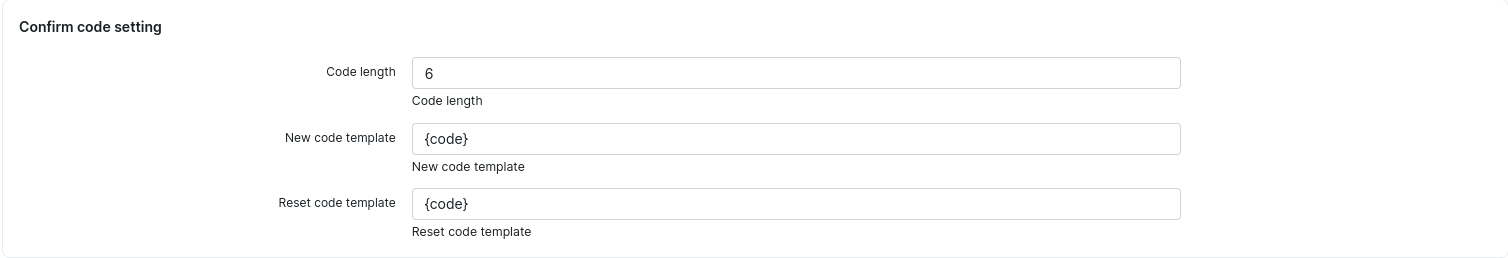 Confirm code setting
Code length
6
Code length
New code template
{code}
New code template
Reset code template
{code}
Reset code template